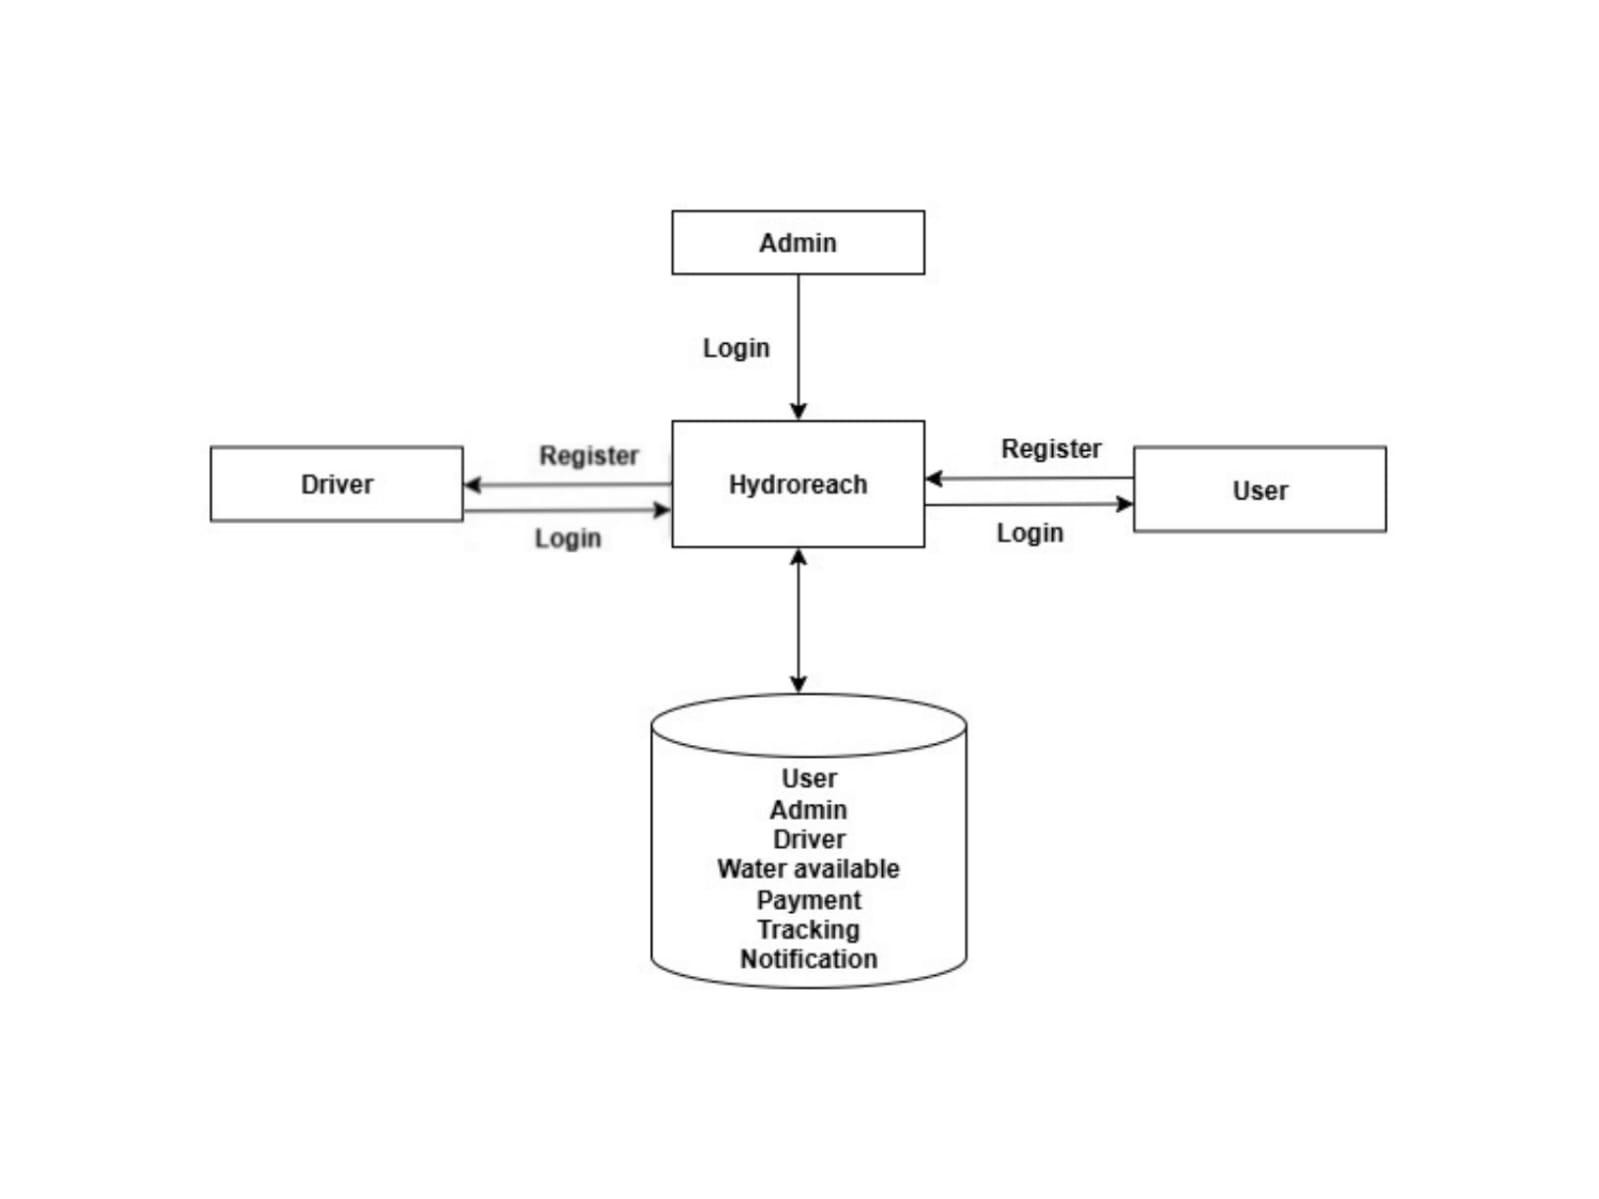 Admin
Login
Register
Driver
Login
Hydroreach
Register
User
Login
User
Admin
Driver
Water available
Payment
Tracking
Notification